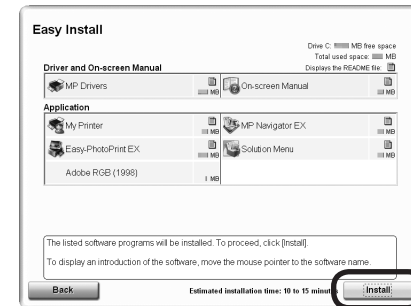 Easy Install
Drive C: MB free space
Total used space: MB
Driver and On-screen Manual
Displays the README file:
MP Drivers
MB
On-screen Manual
MB
Application
My Printer
MB
MP Navigator EX
MB
Easy-PhotoPrint EX
MB
Solution Menu
MB
Adobe RGB (1998)
MB
The listed software programs will be installed. To proceed, click [Install].
To display an introduction of the software, move the mouse pointer to the software name.
Back
Estimated installation time: 10 to 15 minutes
Install